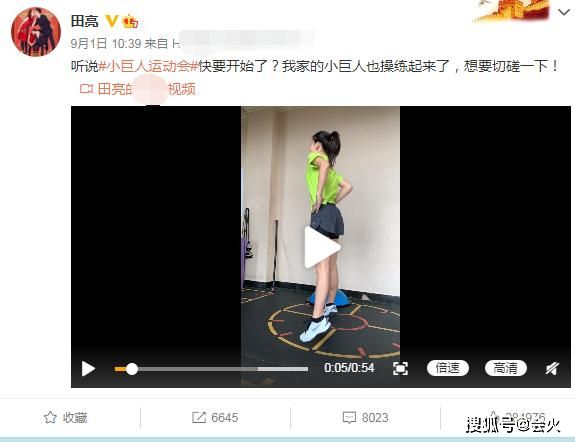 田亮
9月1日 10:39 来自
听说#小巨人运动会#快要开始了？我家的小巨人也操练起来了，想要切磋一下！
田亮的 视频
0:05/0:54 倍速 高清
收藏 6645 8023 284976
搜狐号@会火